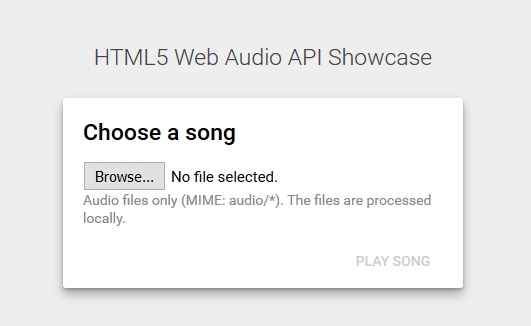 HTML5 Web Audio API Showcase
Choose a song
Browse... No file selected.
Audio files only (MIME: audio/*). The files are processed
locally.
PLAY SONG